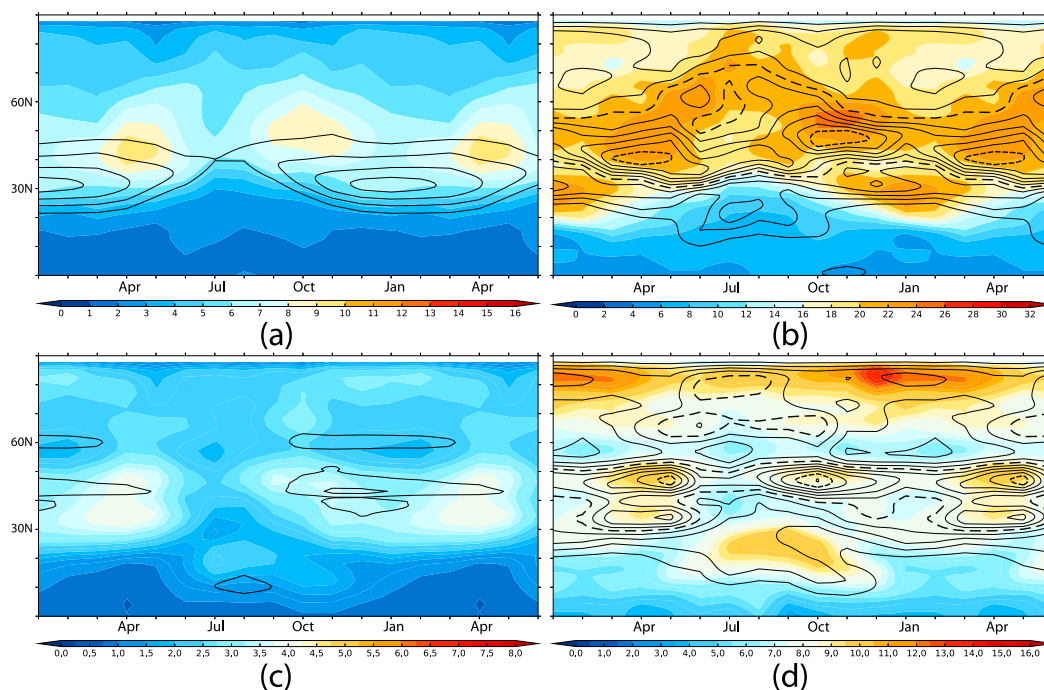 60N
30N
Apr Jul Oct Jan Apr
Apr Jul Oct Jan Apr
0 1 2 3 4 5 6 7 8 9 10 11 12 13 14 15 16
0 2 4 6 8 10 12 14 16 18 20 22 24 26 28 30 32
(a)
(b)
60N
30N
Apr Jul Oct Jan Apr
Apr Jul Oct Jan Apr
0,0 0,5 1,0 1,5 2,0 2,5 3,0 3,5 4,0 4,5 5,0 5,5 6,0 6,5 7,0 7,5 8,0
0,0 1,0 2,0 3,0 4,0 5,0 6,0 7,0 8,0 9,0 10,0 11,0 12,0 13,0 14,0 15,0 16,0
(c)
(d)